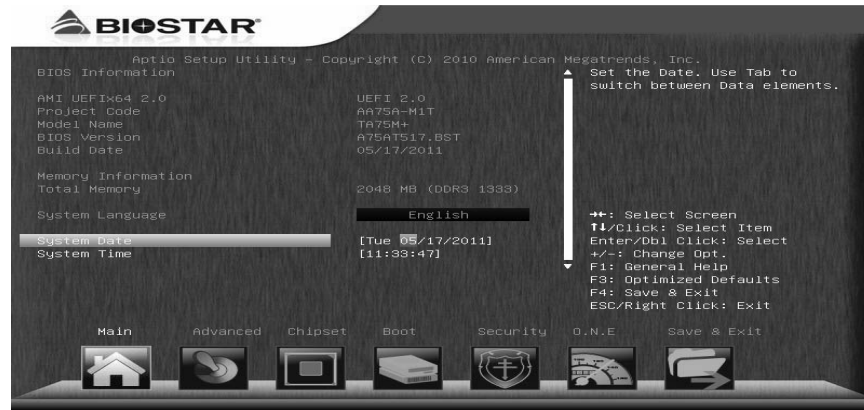 BIOSTAR
Aptio Setup Utility - Copyright (C) 2010 American Megatrends, Inc.
BIOS Information
AMI UEFIx64 2.0 UEFI 2.0
Project Code AA75A-M1T
Model Name TA75M+
BIOS Version A75AT517.BST
Build Date 05/17/2011
Memory Information
Total Memory 2048 MB (DDR3 1333)
System Language English
System Date [Tue 05/17/2011]
System Time [11:33:47]
Set the Date. Use Tab to
switch between Data elements.
→←: Select Screen
↑↓/Click: Select Item
Enter/Dbl Click: Select
+/-: Change Opt.
F1: General Help
F3: Optimized Defaults
F4: Save & Exit
ESC/Right Click: Exit
Main Advanced Chipset Boot Security O.N.E Save & Exit